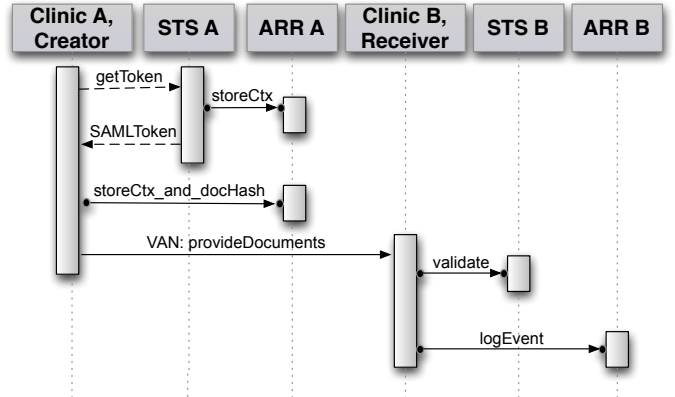 Clinic A,
Creator
STS A
ARR A
Clinic B,
Receiver
STS B
ARR B
getToken
storeCtx
SAMLToken
storeCtx_and_docHash
VAN: provideDocuments
validate
logEvent